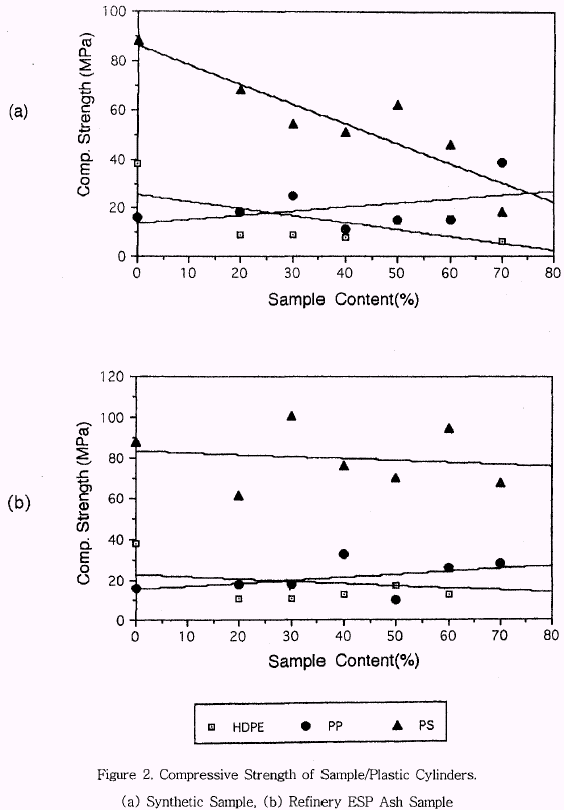 (a)
Comp. Strength (MPa)
100
80
60
40
20
0
0 10 20 30 40 50 60 70 80
Sample Content(%)
(b)
Comp. Strength (MPa)
120
100
80
60
40
20
0
0 10 20 30 40 50 60 70 80
Sample Content(%)
HDPE PP PS
Figure 2. Compressive Strength of Sample/Plastic Cylinders.
(a) Synthetic Sample, (b) Refinery ESP Ash Sample